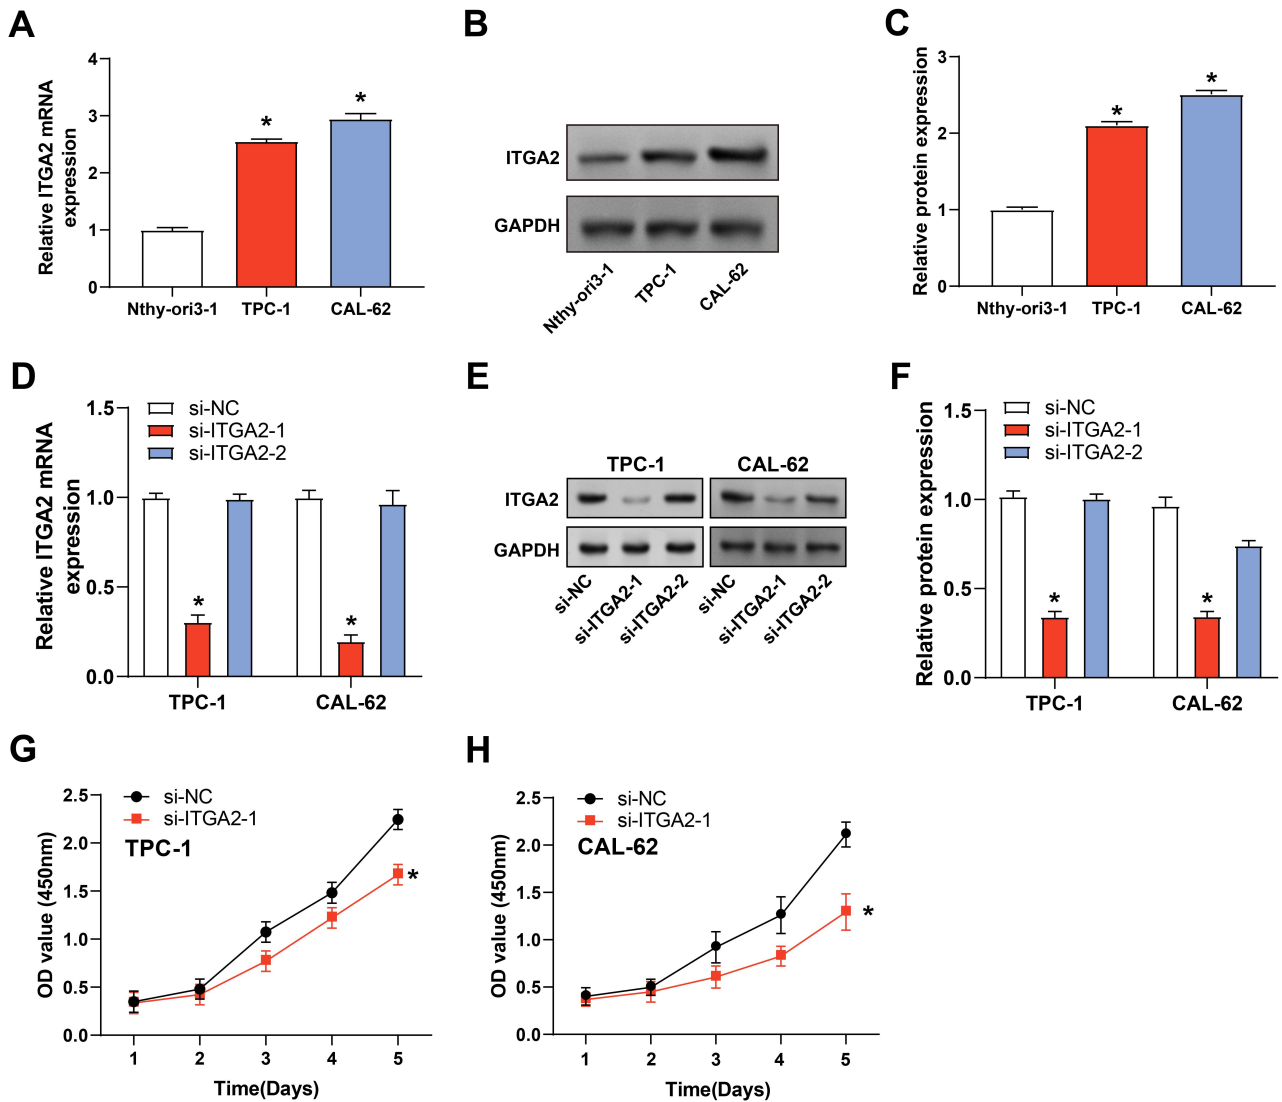 A
Relative ITGA2 mRNA
expression
4
3
2
1
0
*
*
Nthy-ori3-1
TPC-1
CAL-62
B
ITGA2
GAPDH
Nthy-ori3-1
TPC-1
CAL-62
C
Relative protein expression
3
2
1
0
*
*
Nthy-ori3-1
TPC-1
CAL-62
D
Relative ITGA2 mRNA
expression
1.5
1.0
0.5
0.0
si-NC
si-ITGA2-1
si-ITGA2-2
*
*
TPC-1
CAL-62
E
TPC-1
CAL-62
ITGA2
GAPDH
si-NC
si-ITGA2-1
si-ITGA2-2
si-NC
si-ITGA2-1
si-ITGA2-2
F
Relative protein expression
1.5
1.0
0.5
0.0
si-NC
si-ITGA2-1
si-ITGA2-2
*
*
TPC-1
CAL-62
G
OD value (450nm)
2.5
2.0
1.5
1.0
0.5
0.0
si-NC
si-ITGA2-1
TPC-1
*
1
2
3
4
5
Time(Days)
H
OD value (450nm)
2.5
2.0
1.5
1.0
0.5
0.0
si-NC
si-ITGA2-1
CAL-62
*
1
2
3
4
5
Time(Days)